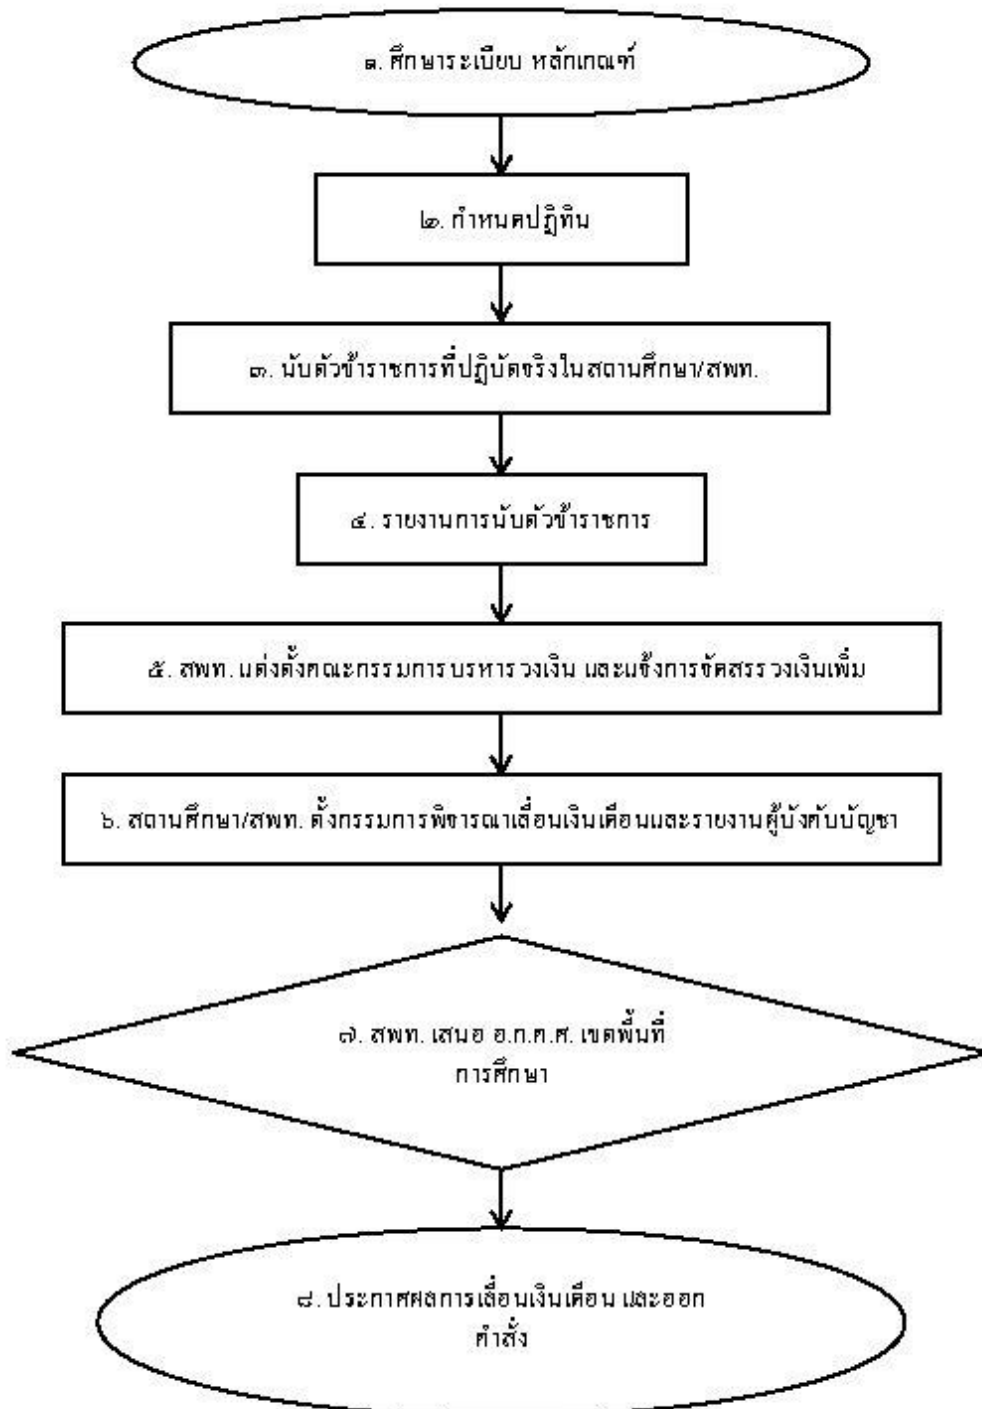 ๑. ศึกษาระเบียบ หลักเกณฑ์
๒. กำหนดปฏิทิน
๓. นับตัวข้าราชการที่ปฏิบัติจริงในสถานศึกษา/สพท.
๔. รายงานการนับตัวข้าราชการ
๕. สพท. แต่งตั้งคณะกรรมการบริหารวงเงิน และแจ้งการจัดสรรวงเงินเพิ่ม
๖. สถานศึกษา/สพท. ตั้งกรรมการพิจารณาเลื่อนเงินเดือนและรายงานผู้บังคับบัญชา
๗. สพท. เสนอ อ.ก.ค.ศ. เขตพื้นที่
การศึกษา
๘. ประกาศผลการเลื่อนเงินเดือน และออก
คำสั่ง